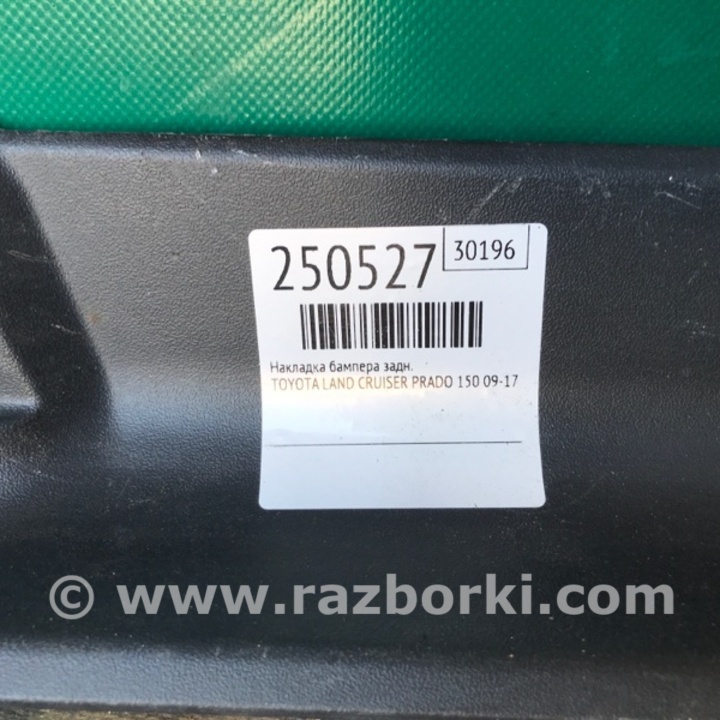 250527
30196
Накладка бампера задн.
TOYOTA LAND CRUISER PRADO 150 09-17
© www.razborki.com